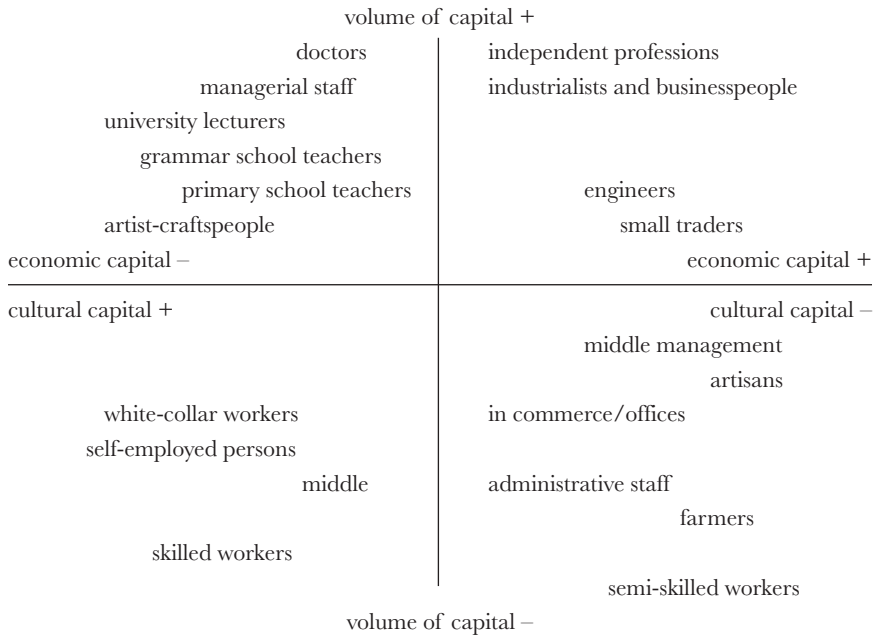 volume of capital +
doctors independent professions
managerial staff industrialists and businesspeople
university lecturers
grammar school teachers
primary school teachers engineers
artist-craftspeople small traders
economic capital – economic capital +
cultural capital + cultural capital –
middle management
artisans
white-collar workers in commerce/offices
self-employed persons
middle administrative staff
farmers
skilled workers
semi-skilled workers
volume of capital –